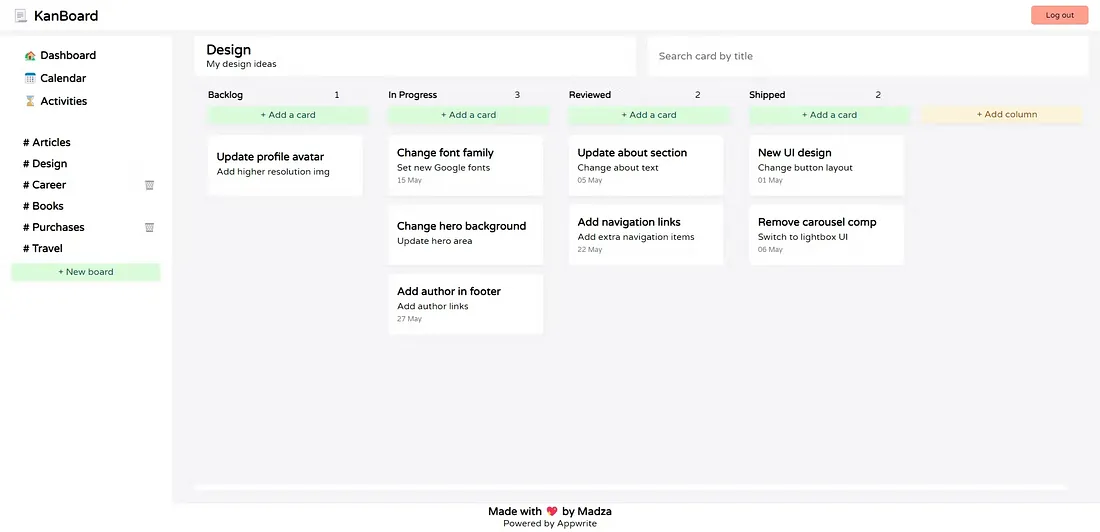 KanBoard
Log out
Dashboard
Calendar
Activities
# Articles
# Design
# Career
# Books
# Purchases
# Travel
+ New board
Design
My design ideas
Search card by title
Backlog 1
+ Add a card
Update profile avatar
Add higher resolution img
In Progress 3
+ Add a card
Change font family
Set new Google fonts
15 May
Change hero background
Update hero area
Add author in footer
Add author links
27 May
Reviewed 2
+ Add a card
Update about section
Change about text
05 May
Add navigation links
Add extra navigation items
22 May
Shipped 2
+ Add a card
New UI design
Change button layout
01 May
Remove carousel comp
Switch to lightbox UI
06 May
+ Add column
Made with 💖 by Madza
Powered by Appwrite